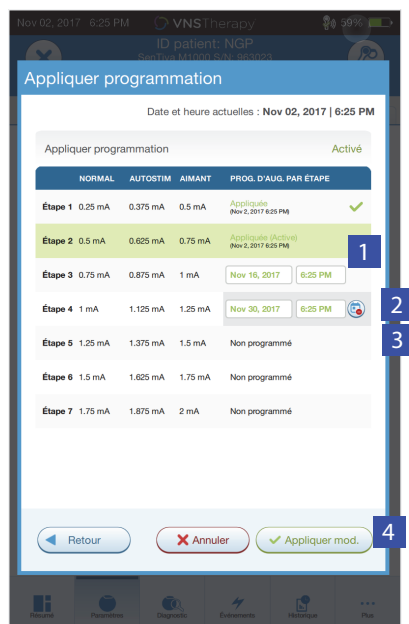 Nov 02, 2017 6:25 PM VNSTherapy 59%
ID patient: NGP
SenTiva M1000 S/N: 963023
Appliquer programmation
Date et heure actuelles : Nov 02, 2017 | 6:25 PM
Appliquer programmation Activé
NORMAL AUTOSTIM AIMANT PROG. D'AUG. PAR ÉTAPE
Étape 1 0.25 mA 0.375 mA 0.5 mA Appliquée
(Nov 2, 2017 6:25 PM)
Étape 2 0.5 mA 0.625 mA 0.75 mA Appliquée (Active)
(Nov 2, 2017 6:25 PM)
1
Étape 3 0.75 mA 0.875 mA 1 mA Nov 16, 2017 6:25 PM
Étape 4 1 mA 1.125 mA 1.25 mA Nov 30, 2017 6:25 PM 2
3
Étape 5 1.25 mA 1.375 mA 1.5 mA Non programmé
Étape 6 1.5 mA 1.625 mA 1.75 mA Non programmé
Étape 7 1.75 mA 1.875 mA 2 mA Non programmé
Retour Annuler Appliquer mod. 4
Résumé Paramètres Diagnostic Événements Historique Plus